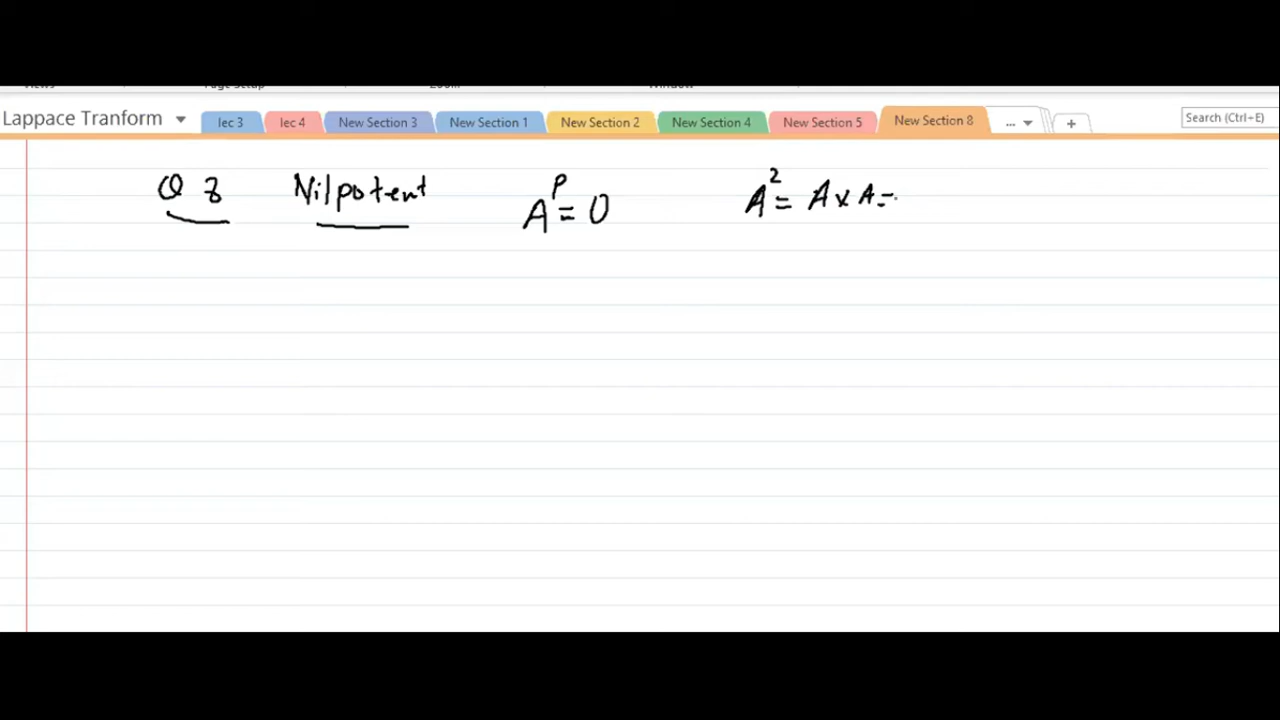 Lappace Tranform lec 3 lec 4 New Section 3 New Section 1 New Section 2 New Section 4 New Section 5 New Section 8 ... + Search (Ctrl+E)
Q 8 Nilpotent A^p = 0 A^2 = A x A =